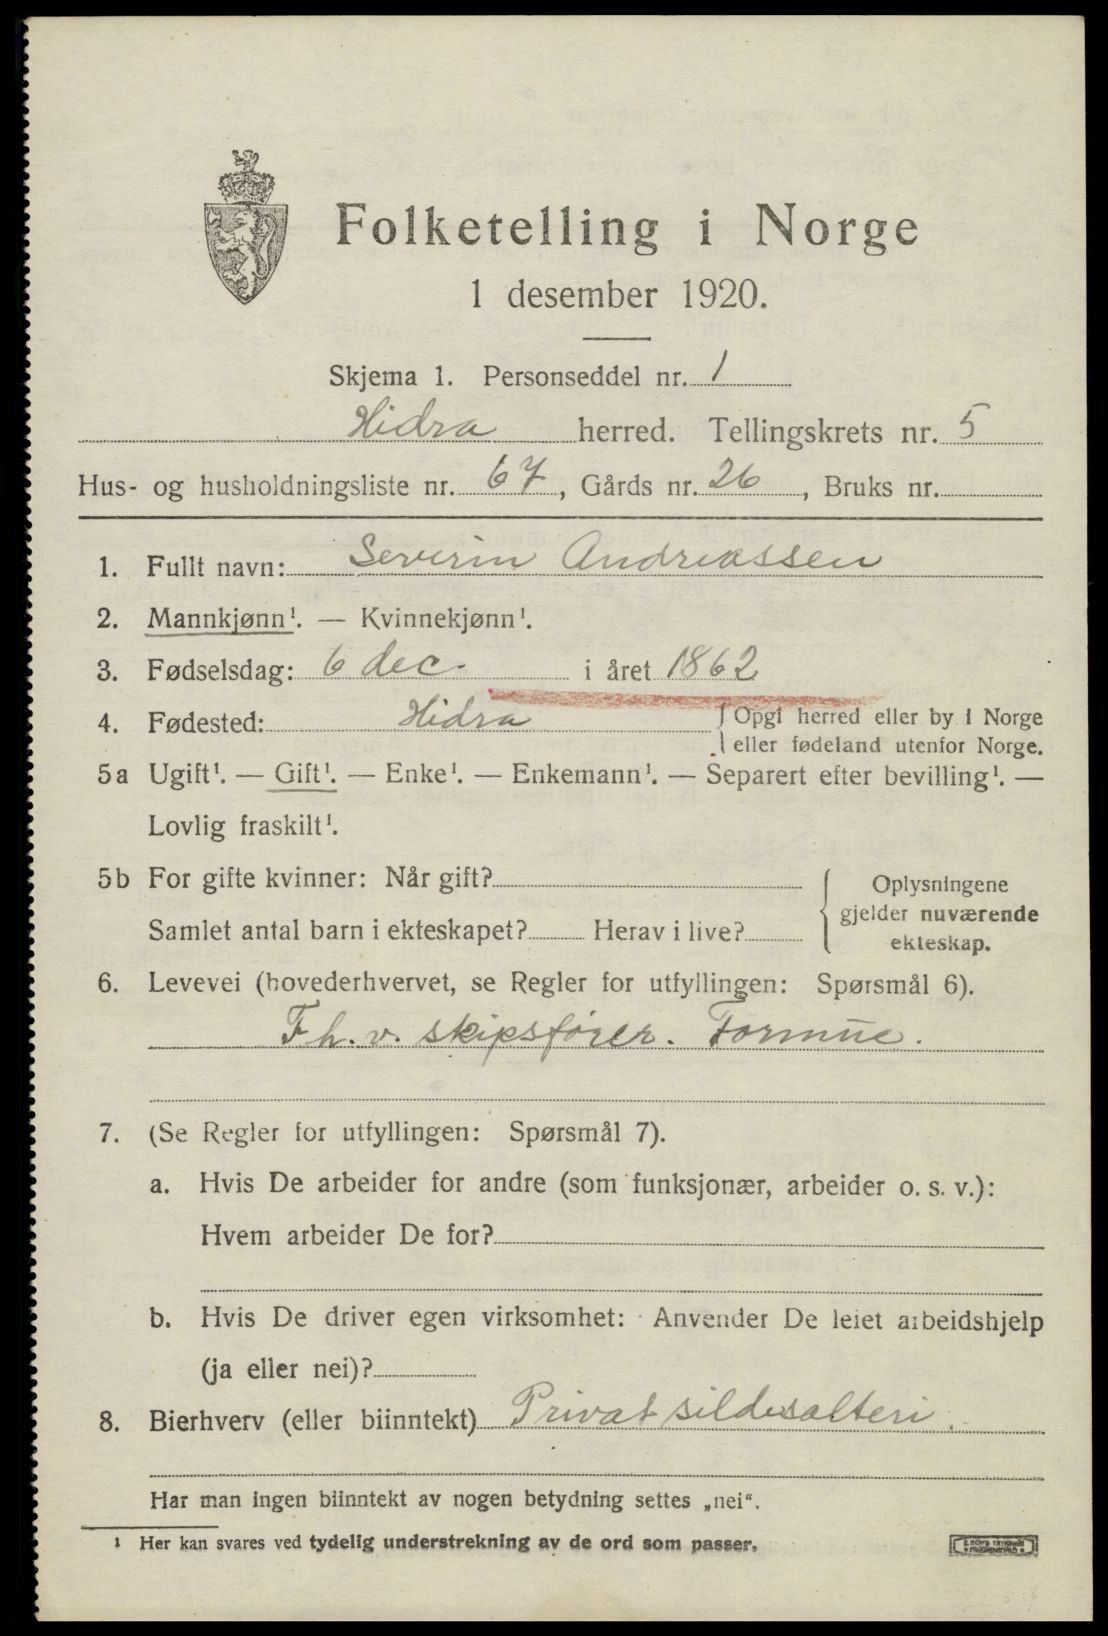 Folketelling i Norge
1 desember 1920.
Skjema 1. Personseddel nr. 1
Hidra herred. Tellingskrets nr. 5
Hus- og husholdningsliste nr. 67, Gårds nr. 26, Bruks nr.
1. Fullt navn: Severin Andreassen
2. Mannkjønn¹. — Kvinnekjønn¹.
3. Fødselsdag: 6 dec. i året 1862
4. Fødested: Hidra { Opgi herred eller by i Norge
eller fødeland utenfor Norge.
5a Ugift¹. — Gift¹. — Enke¹. — Enkemann¹. — Separert efter bevilling¹. —
Lovlig fraskilt¹.
5b For gifte kvinner: Når gift? { Oplysningene
gjelder nuværende
Samlet antal barn i ekteskapet? Herav i live?
ekteskap.
6. Levevei (hovederhvervet, se Regler for utfyllingen: Spørsmål 6).
Fh. v. skipsfører. Formue.
7. (Se Regler for utfyllingen: Spørsmål 7).
a. Hvis De arbeider for andre (som funksjonær, arbeider o. s. v.):
Hvem arbeider De for?
b. Hvis De driver egen virksomhet: Anvender De leiet arbeidshjelp
(ja eller nei)?
8. Bierhverv (eller biinntekt) Privat sildesalteri.
Har man ingen biinntekt av nogen betydning settes „nei“.
¹ Her kan svares ved tydelig understrekning av de ord som passer.